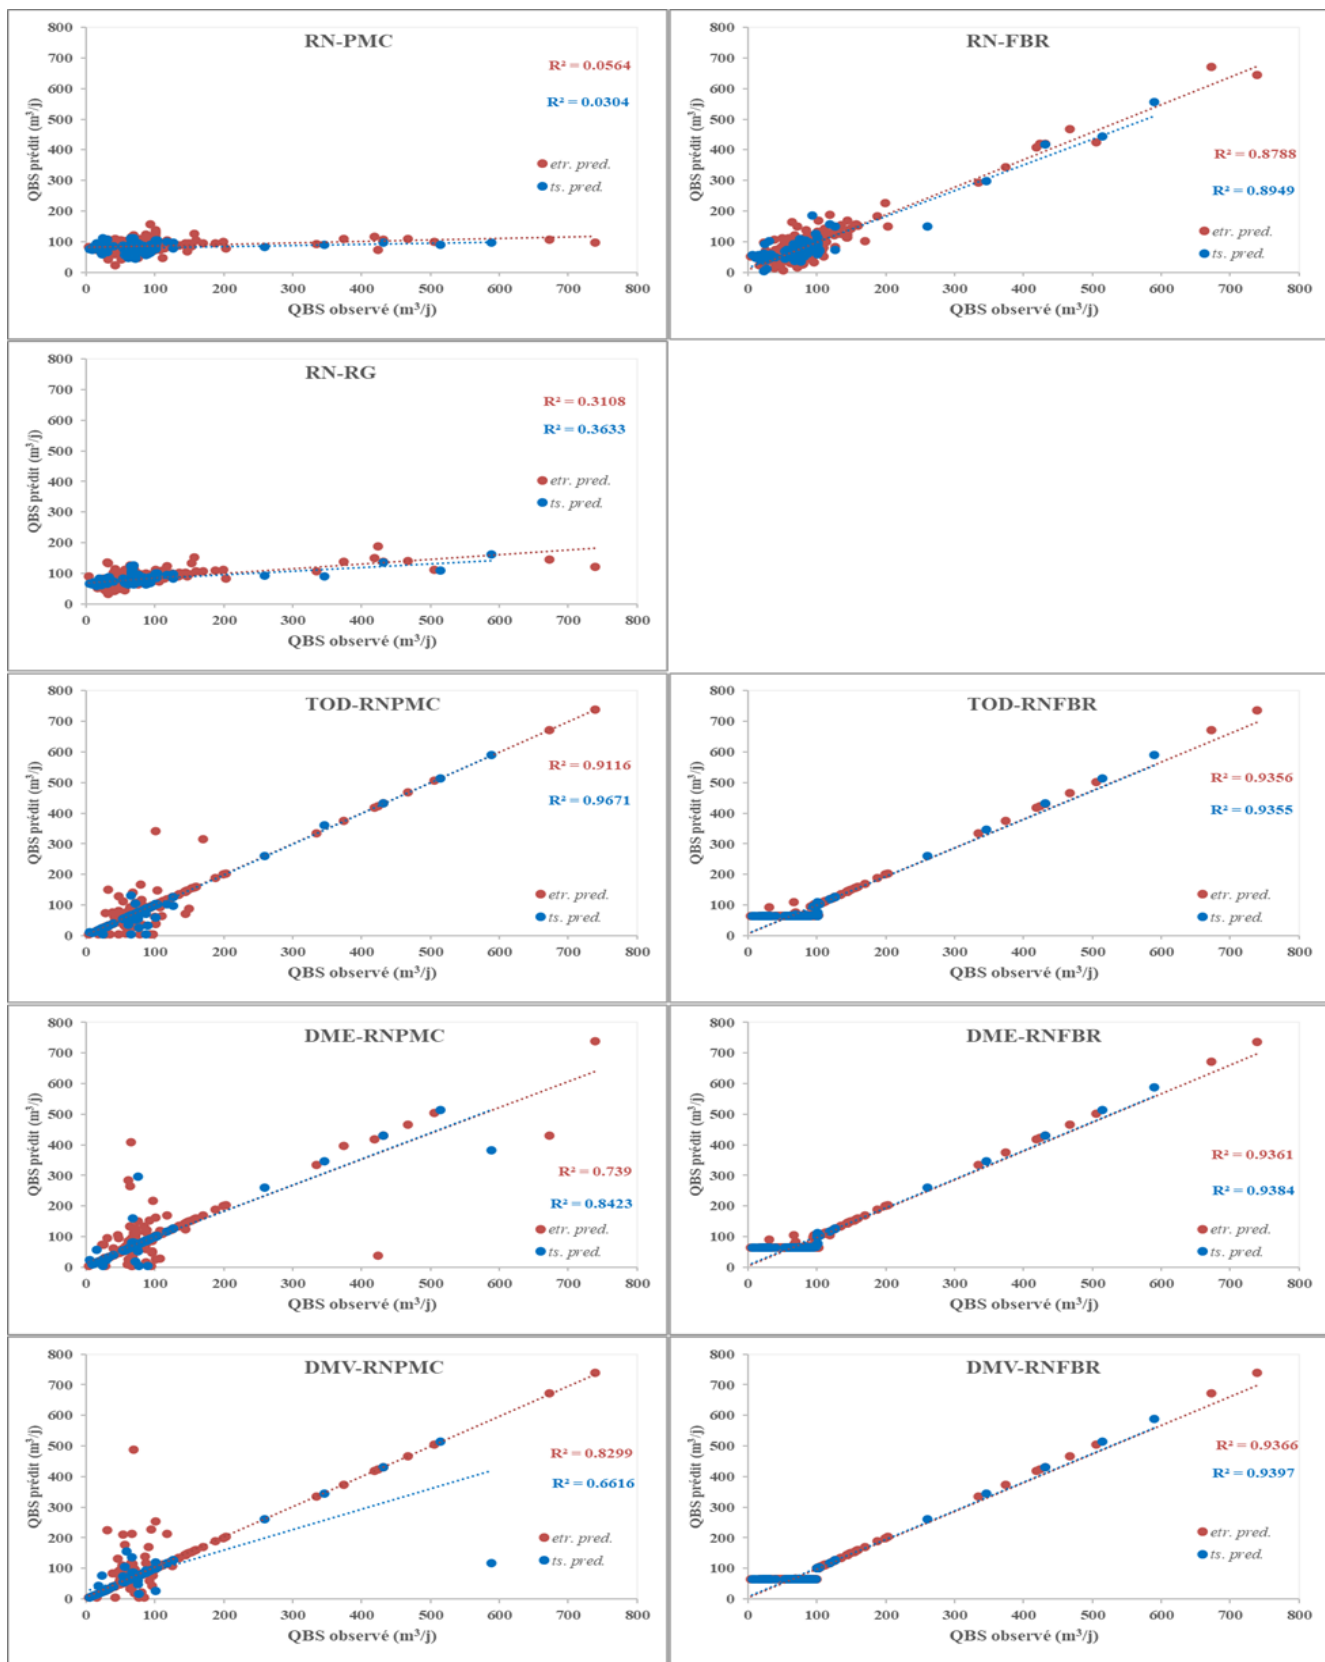 RN-PMC
QBS prédit (m³/j)
800
700
600
500
400
300
200
100
0
R² = 0.0564
R² = 0.0304
etr. pred.
ts. pred.
0 100 200 300 400 500 600 700 800
QBS observé (m³/j)
RN-FBR
QBS prédit (m³/j)
800
700
600
500
400
300
200
100
0
R² = 0.8788
R² = 0.8949
etr. pred.
ts. pred.
0 100 200 300 400 500 600 700 800
QBS observé (m³/j)
RN-RG
QBS prédit (m³/j)
800
700
600
500
400
300
200
100
0
R² = 0.3108
R² = 0.3633
etr. pred.
ts. pred.
0 100 200 300 400 500 600 700 800
QBS observé (m³/j)
TOD-RNPMC
QBS prédit (m³/j)
800
700
600
500
400
300
200
100
0
R² = 0.9116
R² = 0.9671
etr. pred.
ts. pred.
0 100 200 300 400 500 600 700 800
QBS observé (m³/j)
TOD-RNFBR
QBS prédit (m³/j)
800
700
600
500
400
300
200
100
0
R² = 0.9356
R² = 0.9355
etr. pred.
ts. pred.
0 100 200 300 400 500 600 700 800
QBS observé (m³/j)
DME-RNPMC
QBS prédit (m³/j)
800
700
600
500
400
300
200
100
0
R² = 0.739
R² = 0.8423
etr. pred.
ts. pred.
0 100 200 300 400 500 600 700 800
QBS observé (m³/j)
DME-RNFBR
QBS prédit (m³/j)
800
700
600
500
400
300
200
100
0
R² = 0.9361
R² = 0.9384
etr. pred.
ts. pred.
0 100 200 300 400 500 600 700 800
QBS observé (m³/j)
DMV-RNPMC
QBS prédit (m³/j)
800
700
600
500
400
300
200
100
0
R² = 0.8299
R² = 0.6616
etr. pred.
ts. pred.
0 100 200 300 400 500 600 700 800
QBS observé (m³/j)
DMV-RNFBR
QBS prédit (m³/j)
800
700
600
500
400
300
200
100
0
R² = 0.9366
R² = 0.9397
etr. pred.
ts. pred.
0 100 200 300 400 500 600 700 800
QBS observé (m³/j)